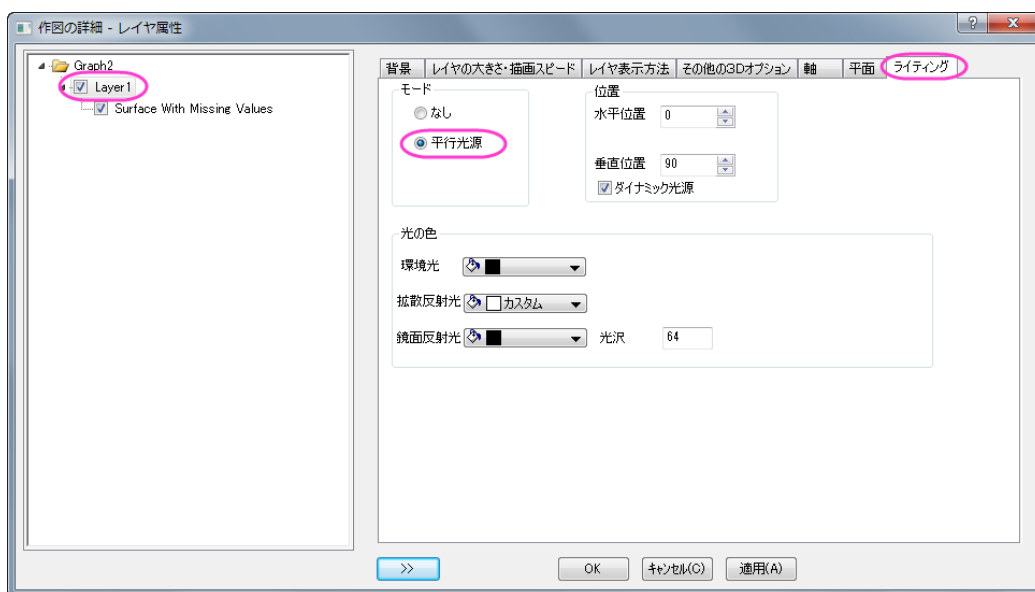 作図の詳細 - レイヤ属性
Graph2
Layer1
Surface With Missing Values
背景 レイヤの大きさ・描画スピード レイヤ表示方法 その他の3Dオプション 軸 平面 ライティング
モード
なし
平行光源
位置
水平位置 0
垂直位置 90
ダイナミック光源
光の色
環境光
拡散反射光 カスタム
鏡面反射光 光沢 64
>> OK キャンセル(C) 適用(A)